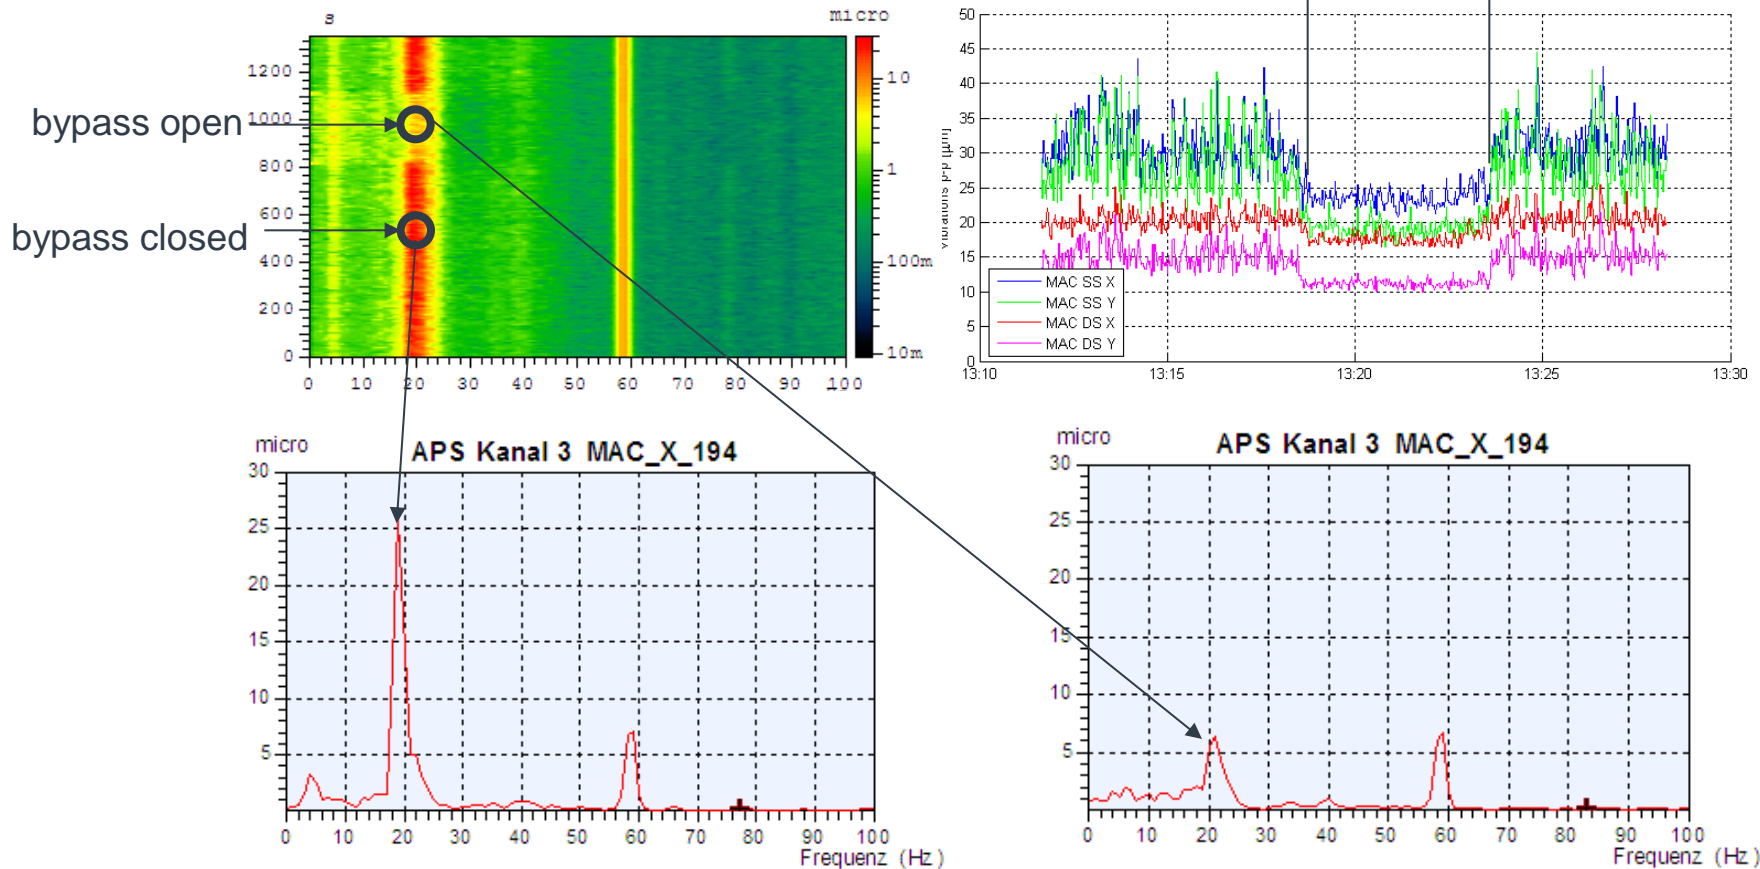 s
micro
1200
1000
800
600
400
200
0
0 10 20 30 40 50 60 70 80 90 100
10
1
100m
10m
bypass open
bypass closed
50
45
40
35
30
25
20
15
10
5
0
Vibrations p-p [µm]
MAC SS X
MAC SS Y
MAC DS X
MAC DS Y
13:10 13:15 13:20 13:25 13:30
micro
APS Kanal 3 MAC_X_194
30
25
20
15
10
5
0 10 20 30 40 50 60 70 80 90 100
Frequenz (Hz)
micro
APS Kanal 3 MAC_X_194
30
25
20
15
10
5
0 10 20 30 40 50 60 70 80 90 100
Frequenz (Hz)